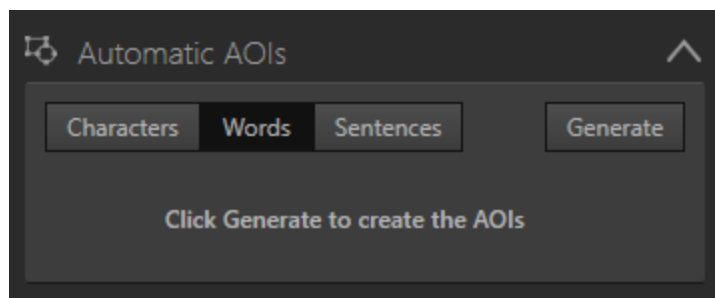 Automatic AOIs
Characters Words Sentences Generate
Click Generate to create the AOIs